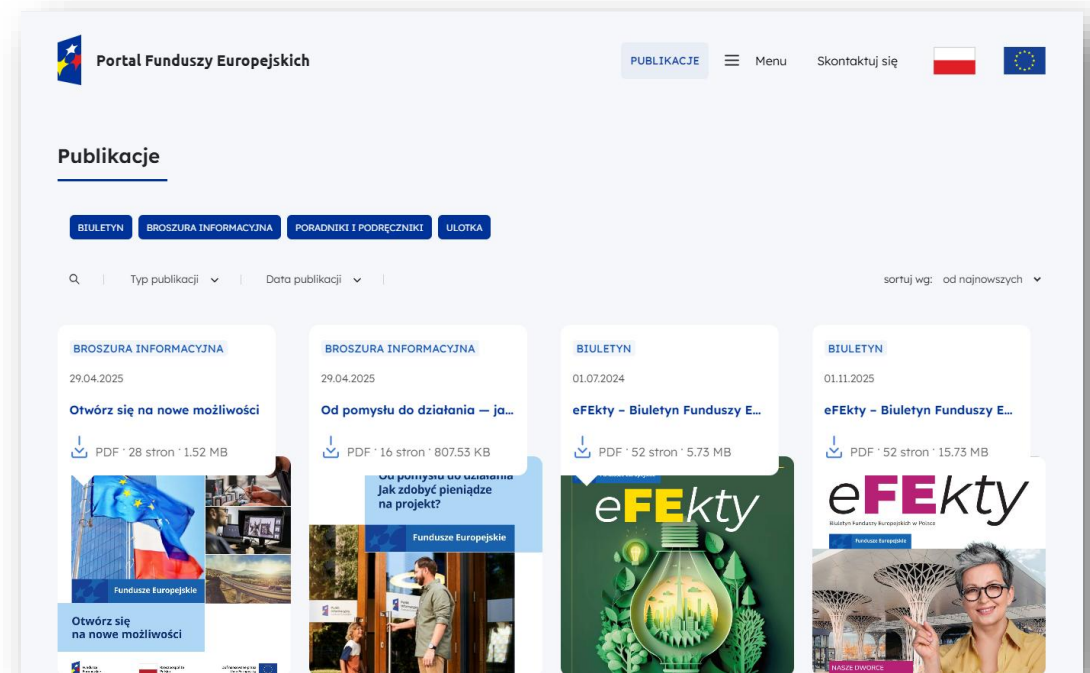 Portal Funduszy Europejskich
PUBLIKACJE
Menu
Skontaktuj się
Publikacje
BIULETYN
BROSZURA INFORMACYJNA
PORADNIKI I PODRĘCZNIKI
ULOTKA
Typ publikacji
Data publikacji
sortuj wg: od najnowszych
BROSZURA INFORMACYJNA
29.04.2025
Otwórz się na nowe możliwości
PDF · 28 stron · 1.52 MB
Fundusze Europejskie
Otwórz się
na nowe możliwości
BROSZURA INFORMACYJNA
29.04.2025
Od pomysłu do działania — ja...
PDF · 16 stron · 807.53 KB
Od pomysłu do działania
Jak zdobyć pieniądze
na projekt?
Fundusze Europejskie
BIULETYN
01.07.2024
eFEkty – Biuletyn Funduszy E...
PDF · 52 stron · 5.73 MB
eFEkty
BIULETYN
01.11.2025
eFEkty – Biuletyn Funduszy E...
PDF · 52 stron · 15.73 MB
eFEkty
Biuletyn Funduszy Europejskich w Polsce
Fundusze Europejskie
NASZE DWORCE